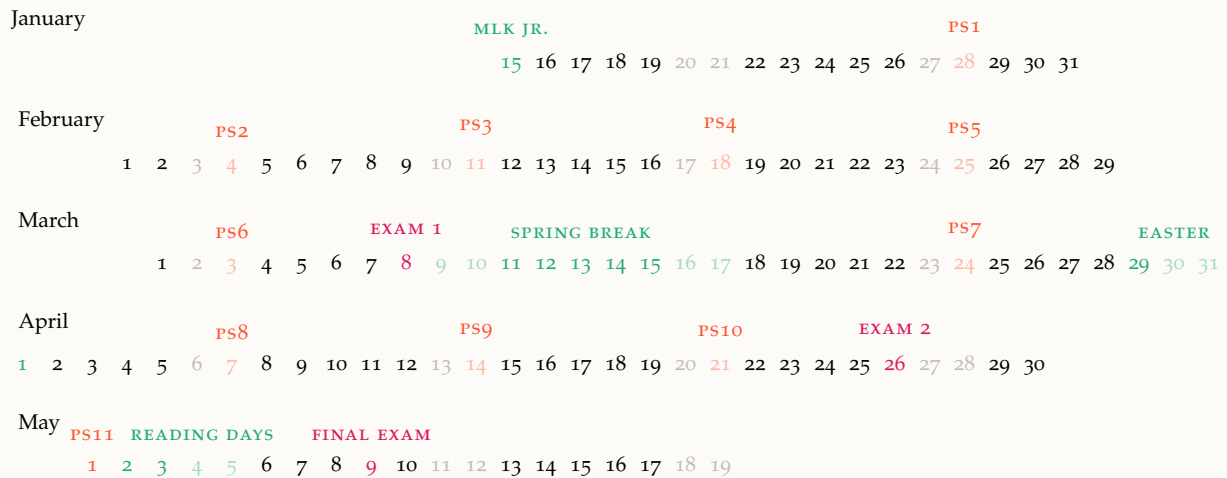 January
MLK JR. PS1
15 16 17 18 19 20 21 22 23 24 25 26 27 28 29 30 31
February
PS2 PS3 PS4 PS5
1 2 3 4 5 6 7 8 9 10 11 12 13 14 15 16 17 18 19 20 21 22 23 24 25 26 27 28 29
March
PS6 EXAM 1 SPRING BREAK PS7 EASTER
1 2 3 4 5 6 7 8 9 10 11 12 13 14 15 16 17 18 19 20 21 22 23 24 25 26 27 28 29 30 31
April
PS8 PS9 PS10 EXAM 2
1 2 3 4 5 6 7 8 9 10 11 12 13 14 15 16 17 18 19 20 21 22 23 24 25 26 27 28 29 30
May
PS11 READING DAYS FINAL EXAM
1 2 3 4 5 6 7 8 9 10 11 12 13 14 15 16 17 18 19